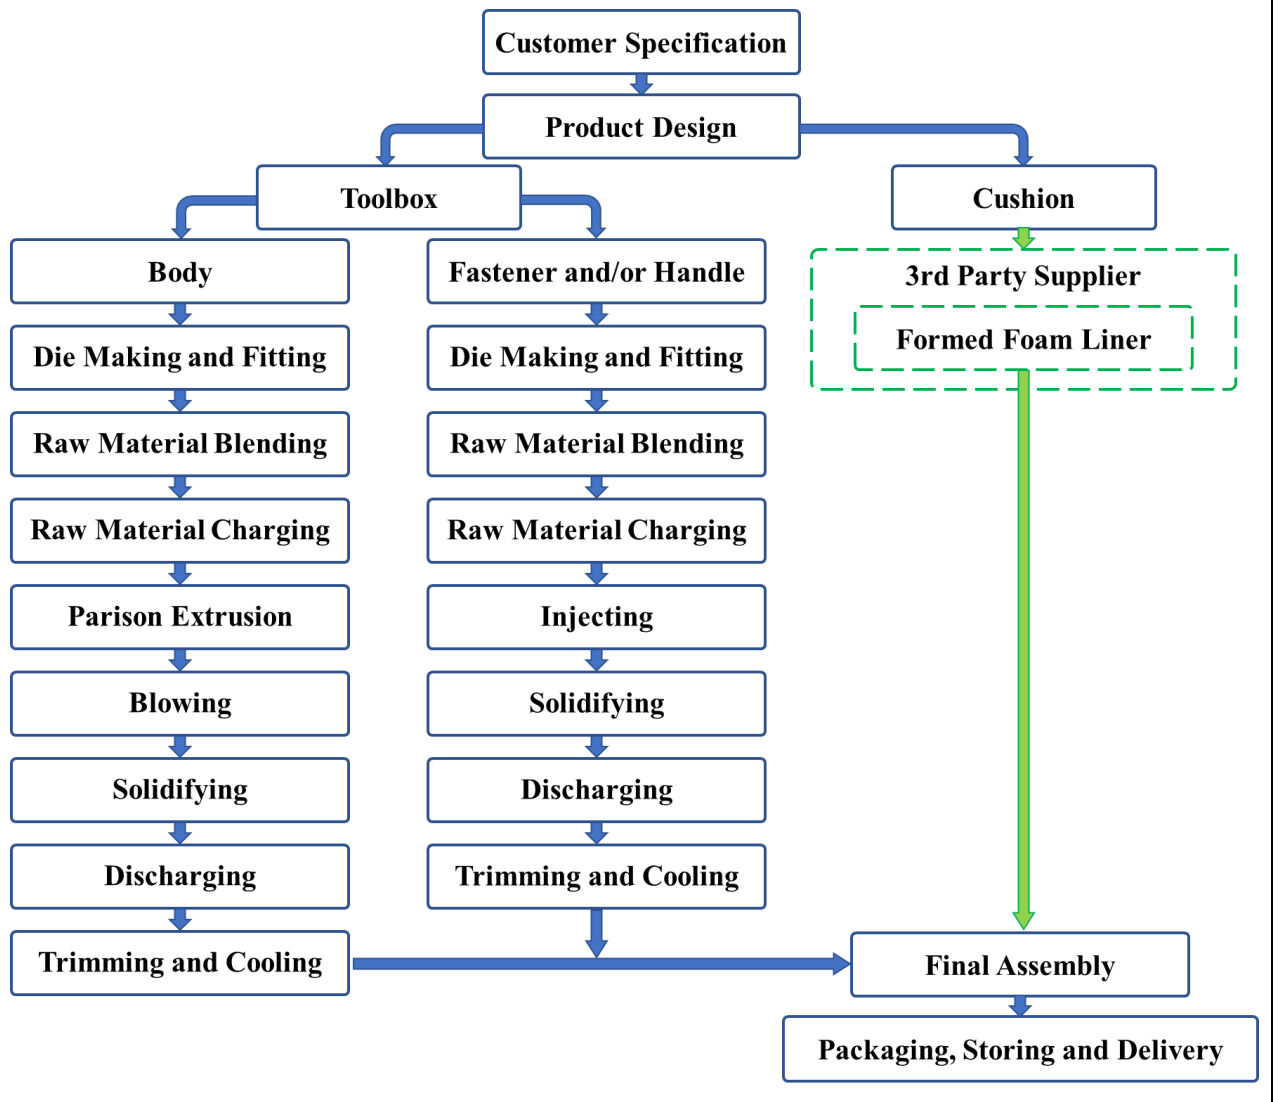 Customer Specification
Product Design
Toolbox
Cushion
Body
Fastener and/or Handle
3rd Party Supplier
Formed Foam Liner
Die Making and Fitting
Die Making and Fitting
Raw Material Blending
Raw Material Blending
Raw Material Charging
Raw Material Charging
Parison Extrusion
Injecting
Blowing
Solidifying
Solidifying
Discharging
Discharging
Trimming and Cooling
Trimming and Cooling
Final Assembly
Packaging, Storing and Delivery